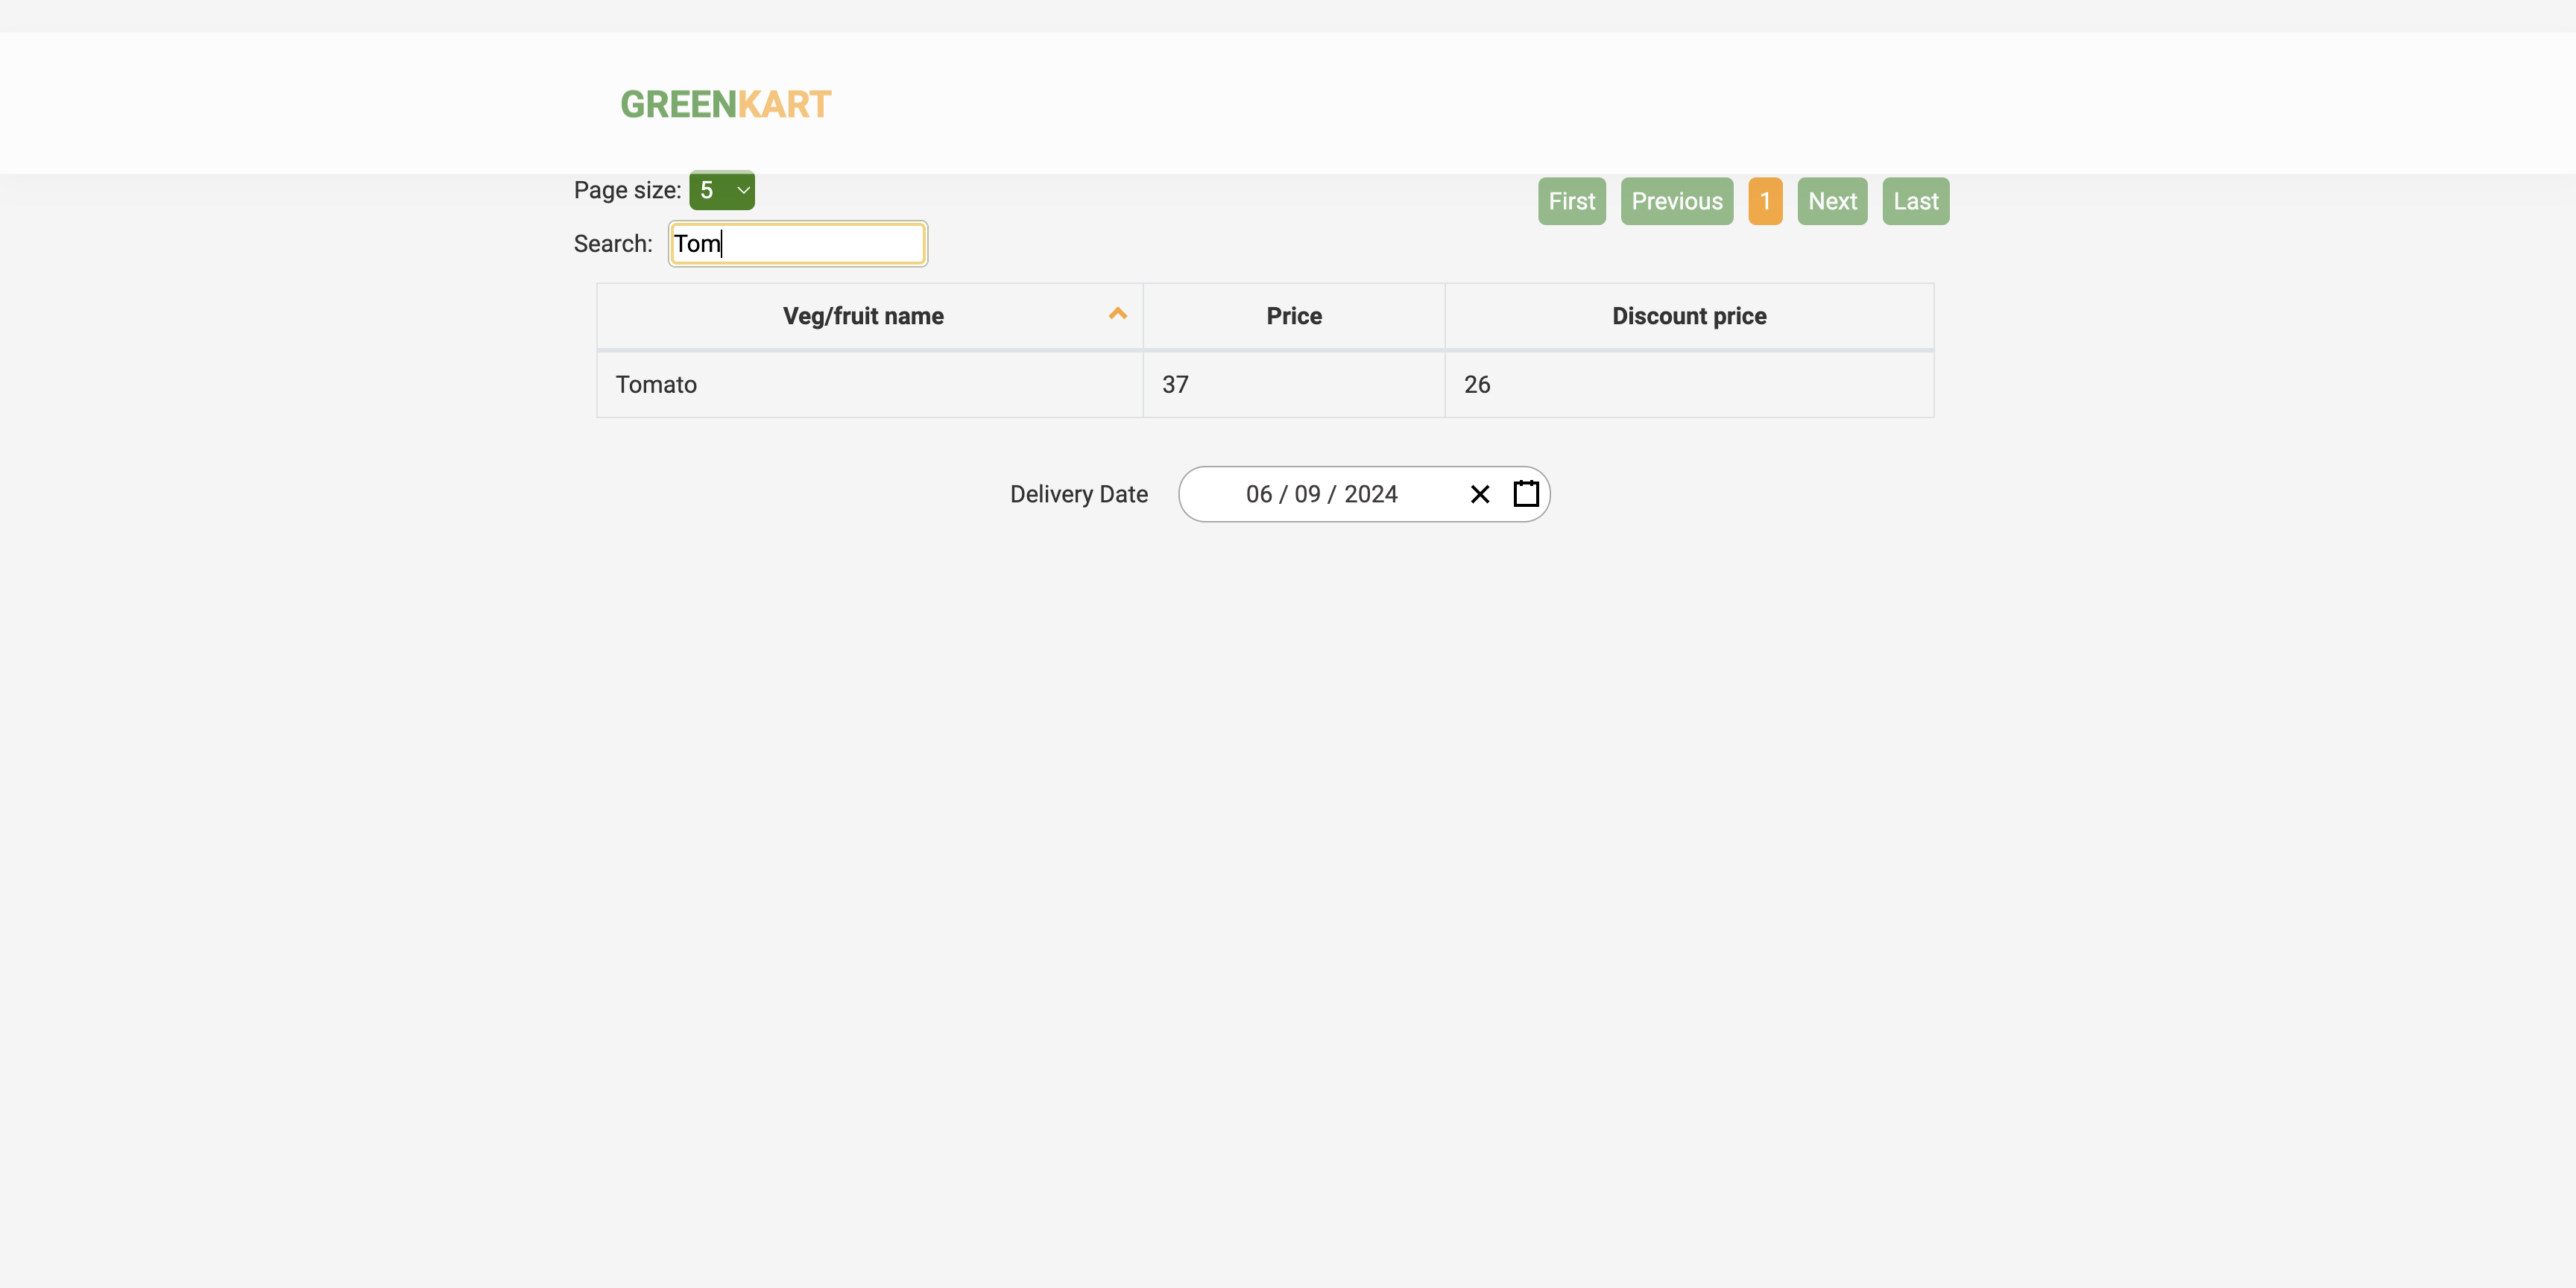 GREENKART
Page size: 5
First Previous 1 Next Last
Search: Tom
Veg/fruit name Price Discount price
Tomato 37 26
Delivery Date 06 / 09 / 2024